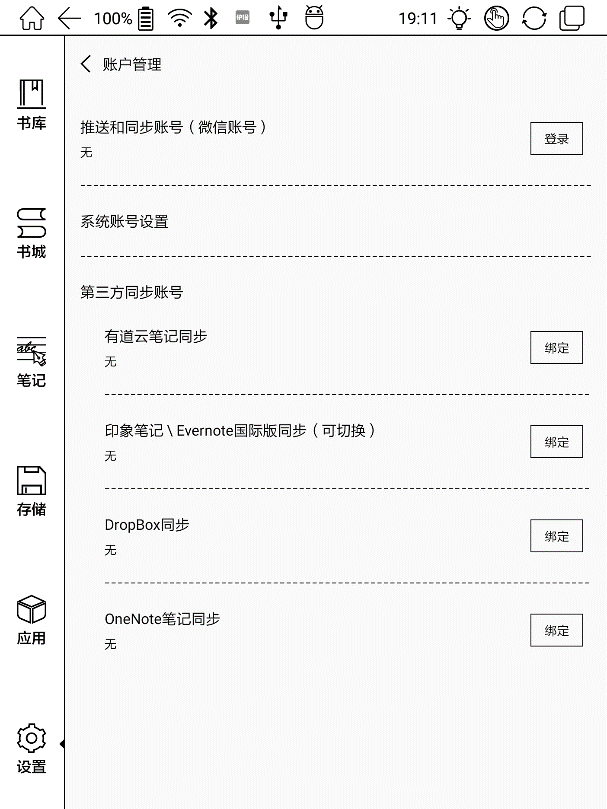 100%
19:11
账户管理
推送和同步账号（微信账号）
无
登录
系统账号设置
第三方同步账号
有道云笔记同步
无
绑定
印象笔记 \ Evernote国际版同步（可切换）
无
绑定
DropBox同步
无
绑定
OneNote笔记同步
无
绑定
书库
书城
abc
笔记
存储
应用
设置